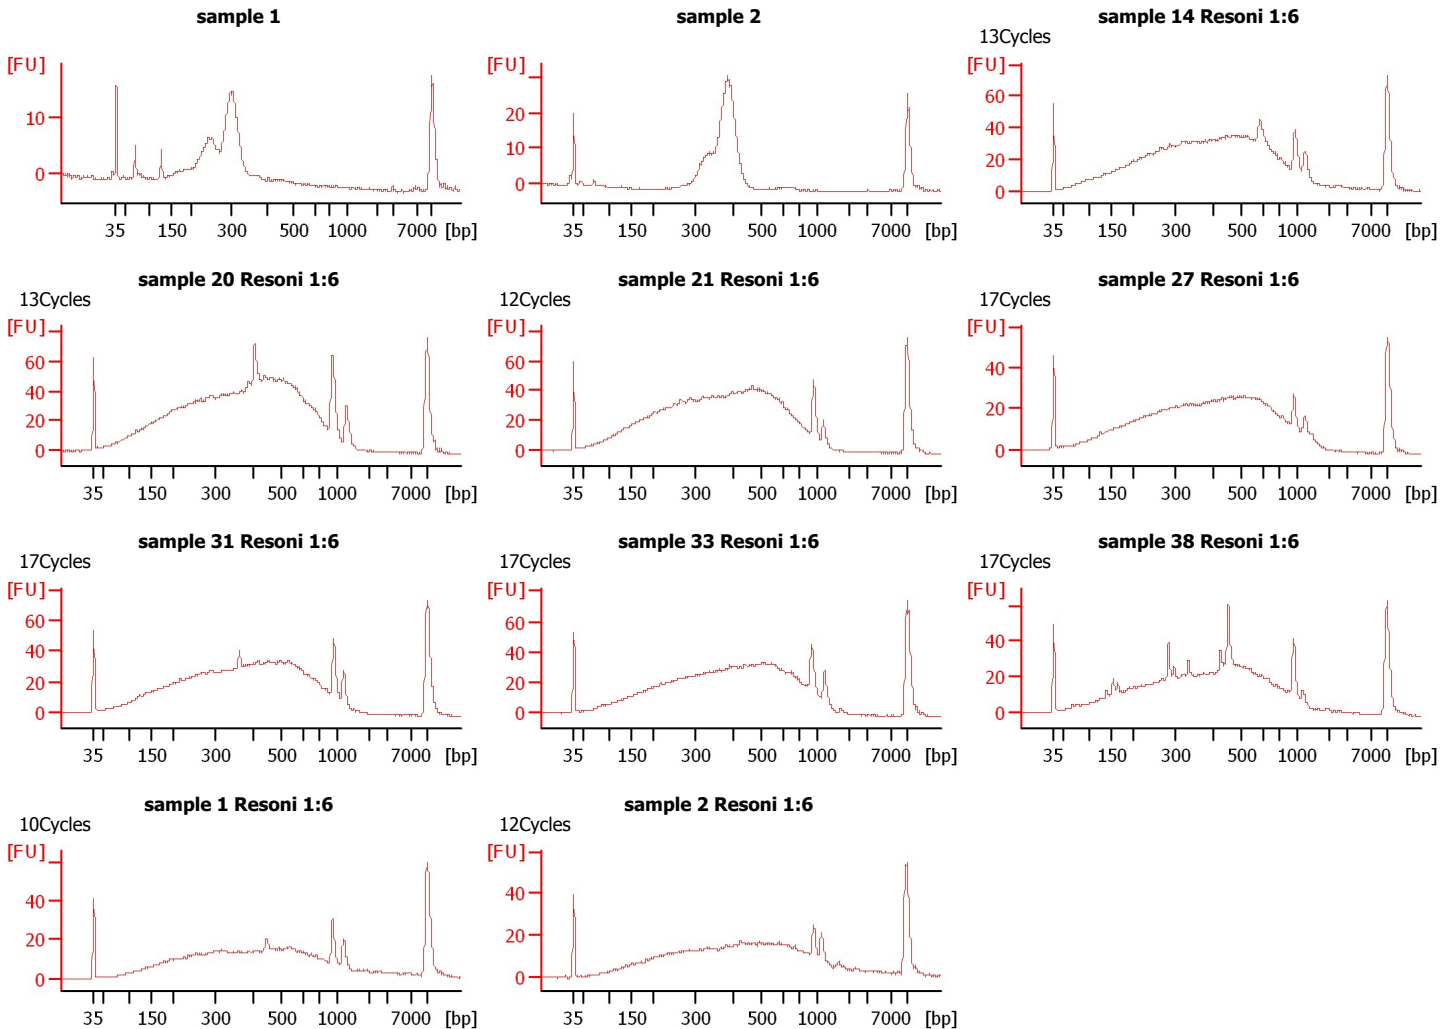 sample 1
[FU]
10
0
35 150 300 500 1000 7000 [bp]
sample 2
[FU]
20
10
0
35 150 300 500 1000 7000 [bp]
sample 14 Resoni 1:6
13Cycles
[FU]
60
40
20
0
35 150 300 500 1000 7000 [bp]
sample 20 Resoni 1:6
13Cycles
[FU]
60
40
20
0
35 150 300 500 1000 7000 [bp]
sample 21 Resoni 1:6
12Cycles
[FU]
60
40
20
0
35 150 300 500 1000 7000 [bp]
sample 27 Resoni 1:6
17Cycles
[FU]
40
20
0
35 150 300 500 1000 7000 [bp]
sample 31 Resoni 1:6
17Cycles
[FU]
60
40
20
0
35 150 300 500 1000 7000 [bp]
sample 33 Resoni 1:6
17Cycles
[FU]
60
40
20
0
35 150 300 500 1000 7000 [bp]
sample 38 Resoni 1:6
17Cycles
[FU]
40
20
0
35 150 300 500 1000 7000 [bp]
sample 1 Resoni 1:6
10Cycles
[FU]
40
20
0
35 150 300 500 1000 7000 [bp]
sample 2 Resoni 1:6
12Cycles
[FU]
40
20
0
35 150 300 500 1000 7000 [bp]